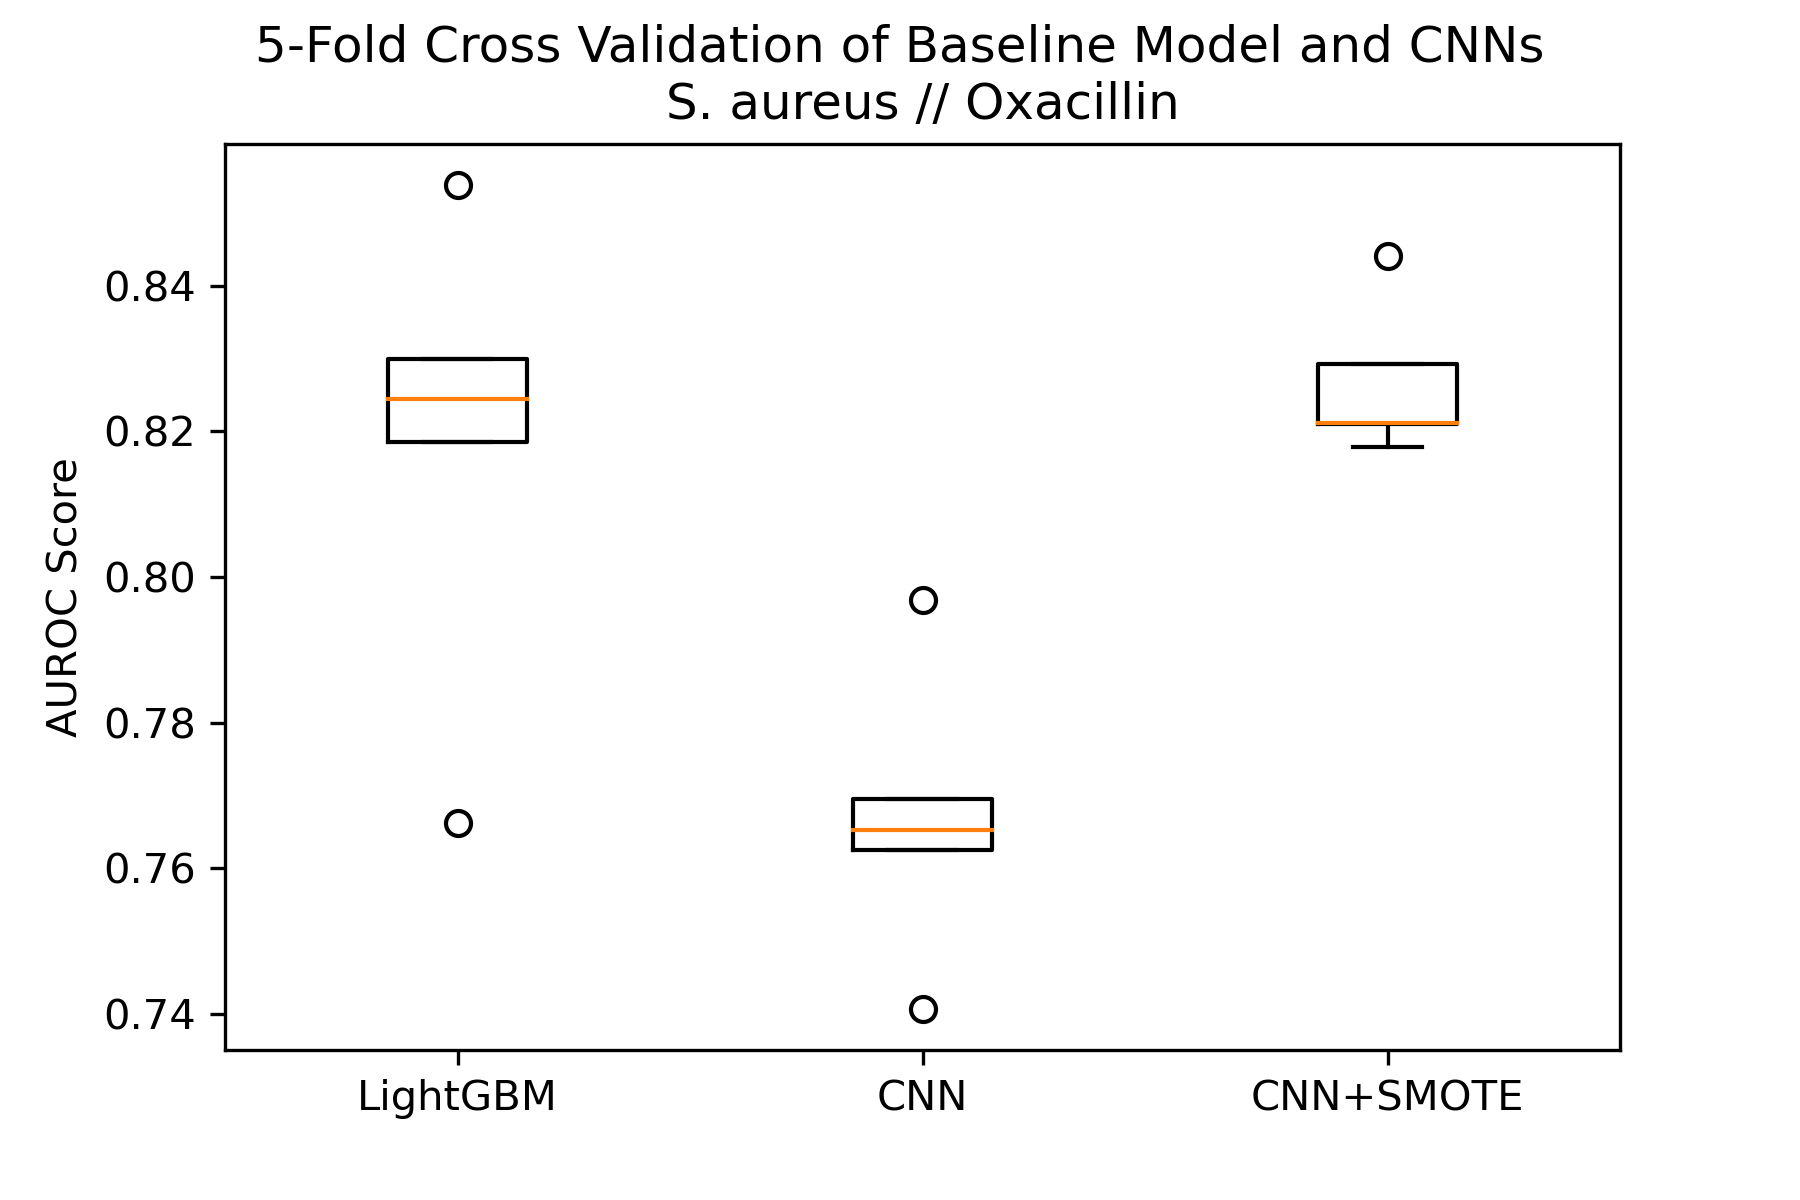 5-Fold Cross Validation of Baseline Model and CNNs
S. aureus // Oxacillin
AUROC Score
0.84
0.82
0.80
0.78
0.76
0.74
LightGBM
CNN
CNN+SMOTE